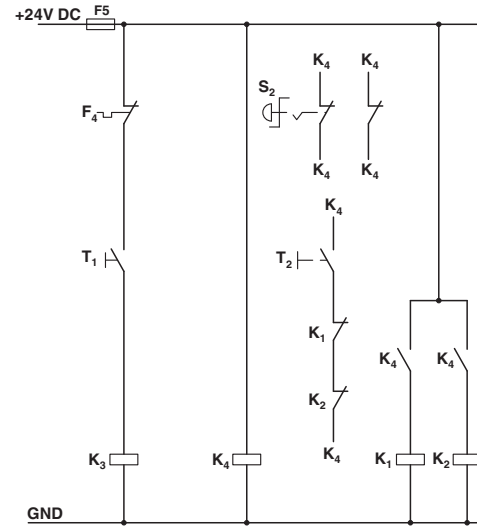 +24V DC F5
K4 K4
S2
F4
K4 K4
K4
T1 T2
K1
K4 K4
K2
K4
K3 K4 K1 K2
GND